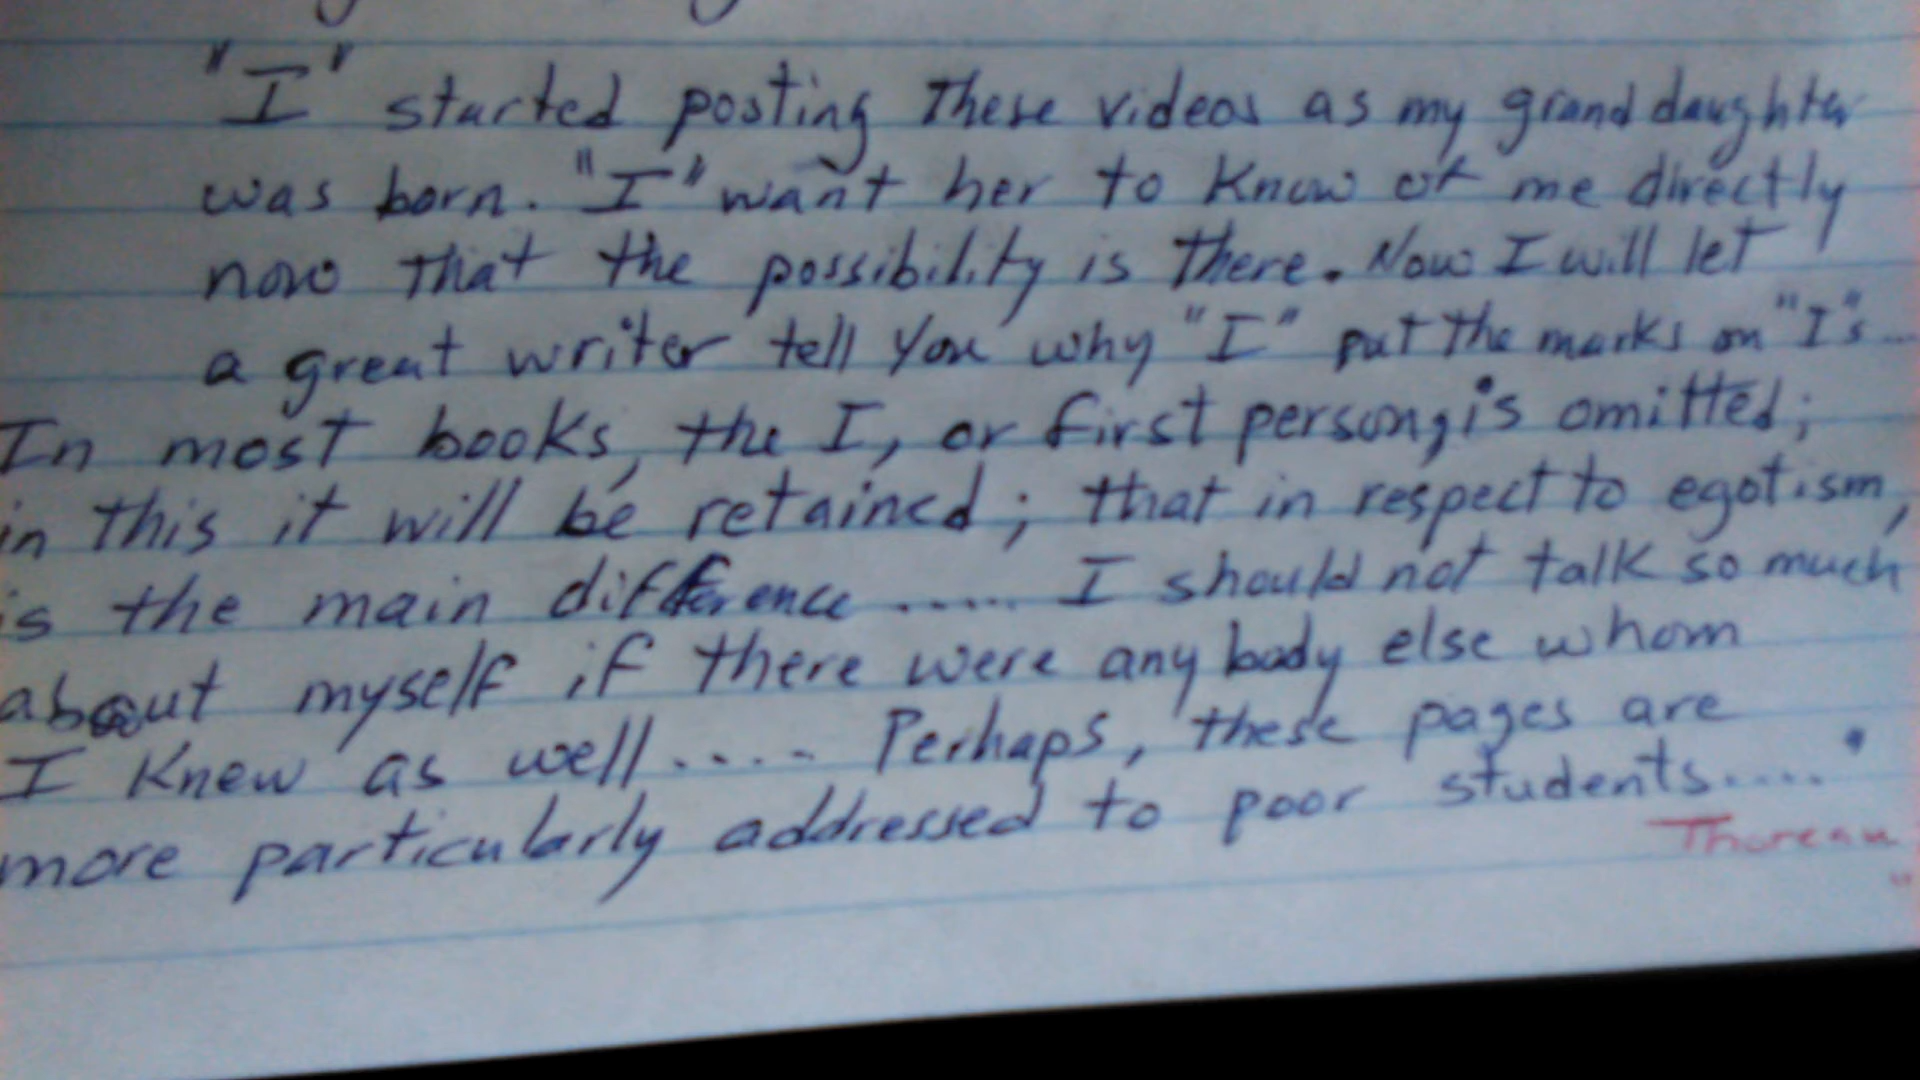 "I" started posting These videos as my granddaughter
was born. "I" want her to Know of me directly
now that the possibility is there. Now I will let
a great writer tell you why "I" put the marks on "I"s...
In most books, the I, or first person, is omitted;
in this it will be retained; that in respect to egotism,
is the main difference ..... I should not talk so much
about myself if there were any body else whom
I Knew as well..... Perhaps, these pages are
more particularly addressed to poor students.....
Thoreau
"